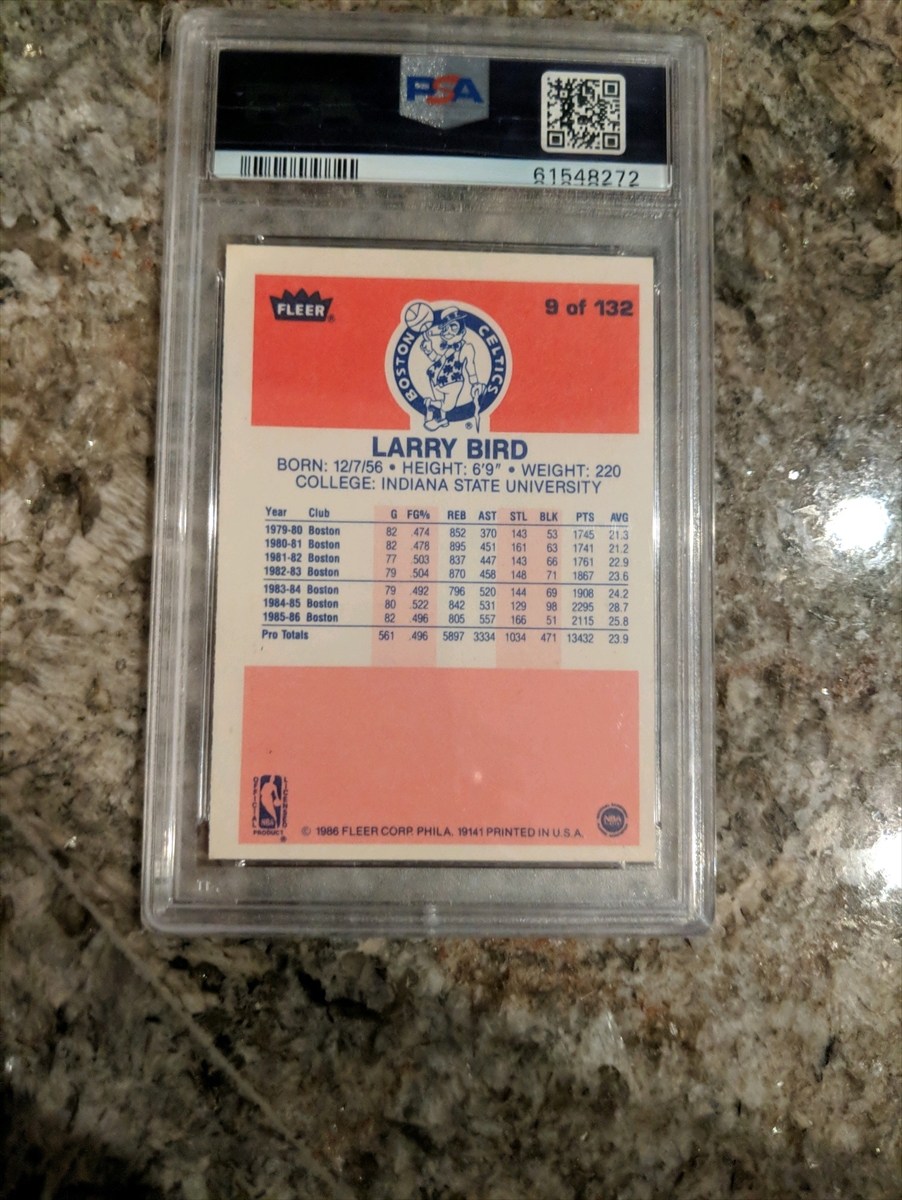 PSA
61548272
FLEER®
9 of 132
BOSTON CELTICS
®
LARRY BIRD
BORN: 12/7/56 • HEIGHT: 6'9" • WEIGHT: 220
COLLEGE: INDIANA STATE UNIVERSITY
Year Club G FG% REB AST STL BLK PTS AVG
1979-80 Boston 82 .474 852 370 143 53 1745 21.3
1980-81 Boston 82 .478 895 451 161 63 1741 21.2
1981-82 Boston 77 .503 837 447 143 66 1761 22.9
1982-83 Boston 79 .504 870 458 148 71 1867 23.6
1983-84 Boston 79 .492 796 520 144 69 1908 24.2
1984-85 Boston 80 .522 842 531 129 98 2295 28.7
1985-86 Boston 82 .496 805 557 166 51 2115 25.8
Pro Totals 561 .496 5897 3334 1034 471 13432 23.9
OFFICIAL LICENSED
NBA
PRODUCT ®
© 1986 FLEER CORP. PHILA. 19141 PRINTED IN U.S.A.
NBA